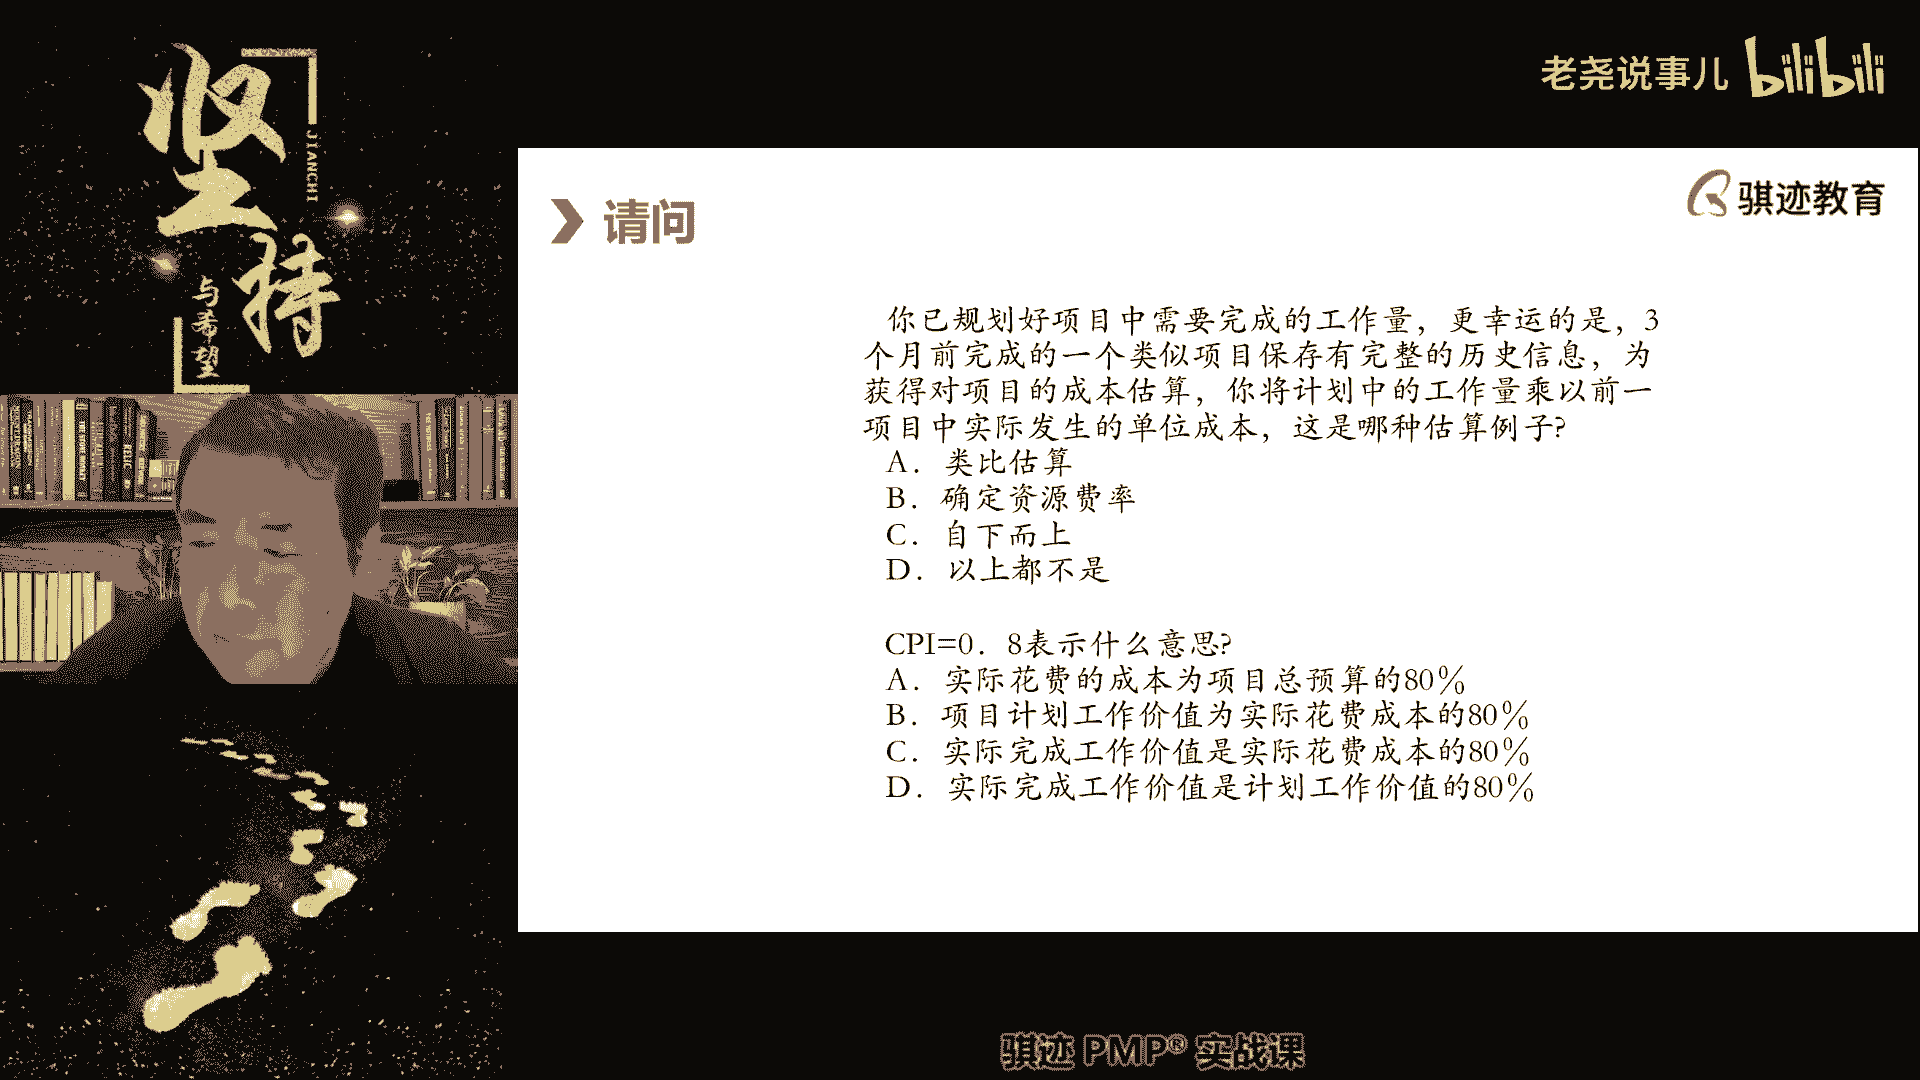 坚持
JIANCHI
与希望
老尧说事儿 bilibili
骐迹教育
请问
你已规划好项目中需要完成的工作量，更幸运的是，3
个月前完成的一个类似项目保存有完整的历史信息，为
获得对项目的成本估算，你将计划中的工作量乘以前一
项目中实际发生的单位成本，这是哪种估算例子?
A．类比估算
B．确定资源费率
C．自下而上
D．以上都不是
CPI=0．8表示什么意思?
A．实际花费的成本为项目总预算的80％
B．项目计划工作价值为实际花费成本的80％
C．实际完成工作价值是实际花费成本的80％
D．实际完成工作价值是计划工作价值的80％
骐迹 PMP® 实战课